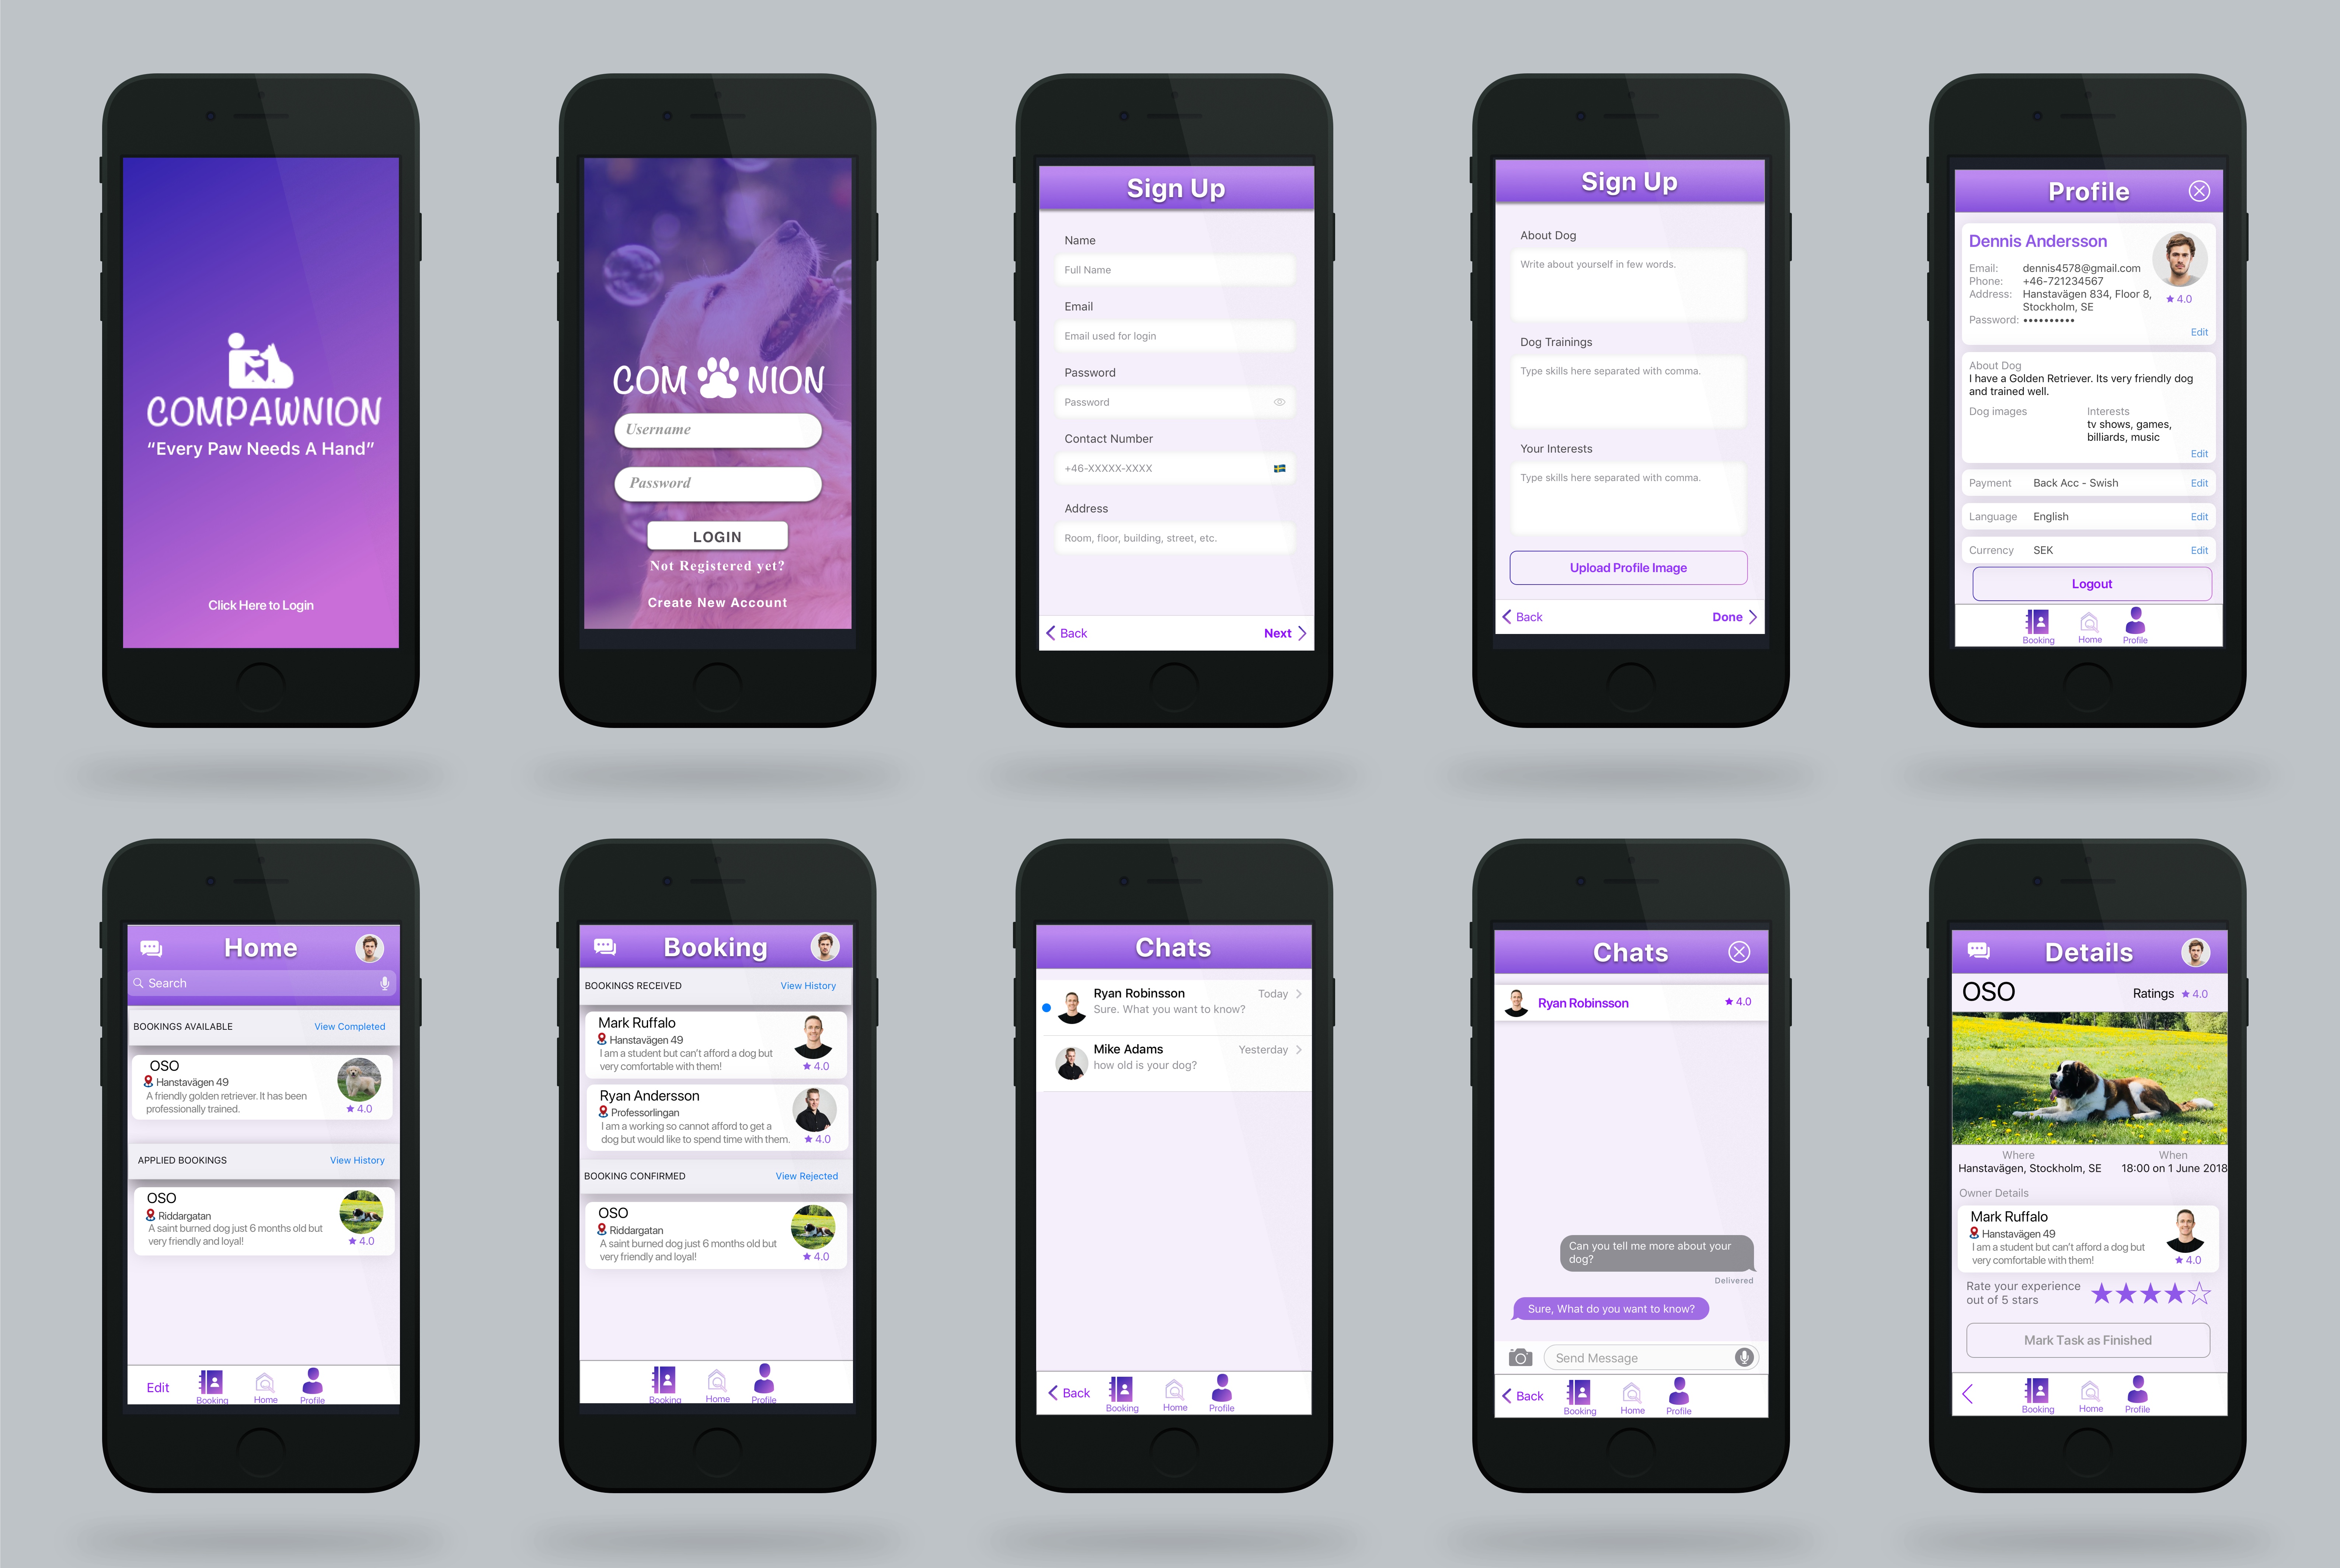 COMPAWNION
“Every Paw Needs A Hand”
Click Here to Login
COM NION
Username
Password
LOGIN
Not Registered yet?
Create New Account
Sign Up
Name
Full Name
Email
Email used for login
Password
Password
Contact Number
+46-XXXXX-XXXX
Address
Room, floor, building, street, etc.
Back
Next
Sign Up
About Dog
Write about yourself in few words.
Dog Trainings
Type skills here separated with comma.
Your Interests
Type skills here separated with comma.
Upload Profile Image
Back
Done
Profile
Dennis Andersson
Email: dennis4578@gmail.com
Phone: +46-721234567
Address: Hanstavägen 834, Floor 8,
Stockholm, SE
4.0
Password: ••••••••••
Edit
About Dog
I have a Golden Retriever. Its very friendly dog
and trained well.
Dog images
Interests
tv shows, games,
billiards, music
Edit
Payment Back Acc - Swish Edit
Language English Edit
Currency SEK Edit
Logout
Booking Home Profile
Home
Search
BOOKINGS AVAILABLE View Completed
OSO
Hanstavägen 49
A friendly golden retriever. It has been
professionally trained.
4.0
APPLIED BOOKINGS View History
OSO
Riddargatan
A saint burned dog just 6 months old but
very friendly and loyal!
4.0
Edit Booking Home Profile
Booking
BOOKINGS RECEIVED View History
Mark Ruffalo
Hanstavägen 49
I am a student but can’t afford a dog but
very comfortable with them!
4.0
Ryan Andersson
Professorlingan
I am a working so cannot afford to get a
dog but would like to spend time with them.
4.0
BOOKING CONFIRMED View Rejected
OSO
Riddargatan
A saint burned dog just 6 months old but
very friendly and loyal!
4.0
Booking Home Profile
Chats
Ryan Robinsson Today
Sure. What you want to know?
Mike Adams Yesterday
how old is your dog?
Back Booking Home Profile
Chats
Ryan Robinsson 4.0
Can you tell me more about your
dog?
Delivered
Sure, What do you want to know?
Send Message
Back Booking Home Profile
Details
OSO Ratings 4.0
Where When
Hanstavägen, Stockholm, SE 18:00 on 1 June 2018
Owner Details
Mark Ruffalo
Hanstavägen 49
I am a student but can’t afford a dog but
very comfortable with them!
4.0
Rate your experience
out of 5 stars
Mark Task as Finished
Booking Home Profile